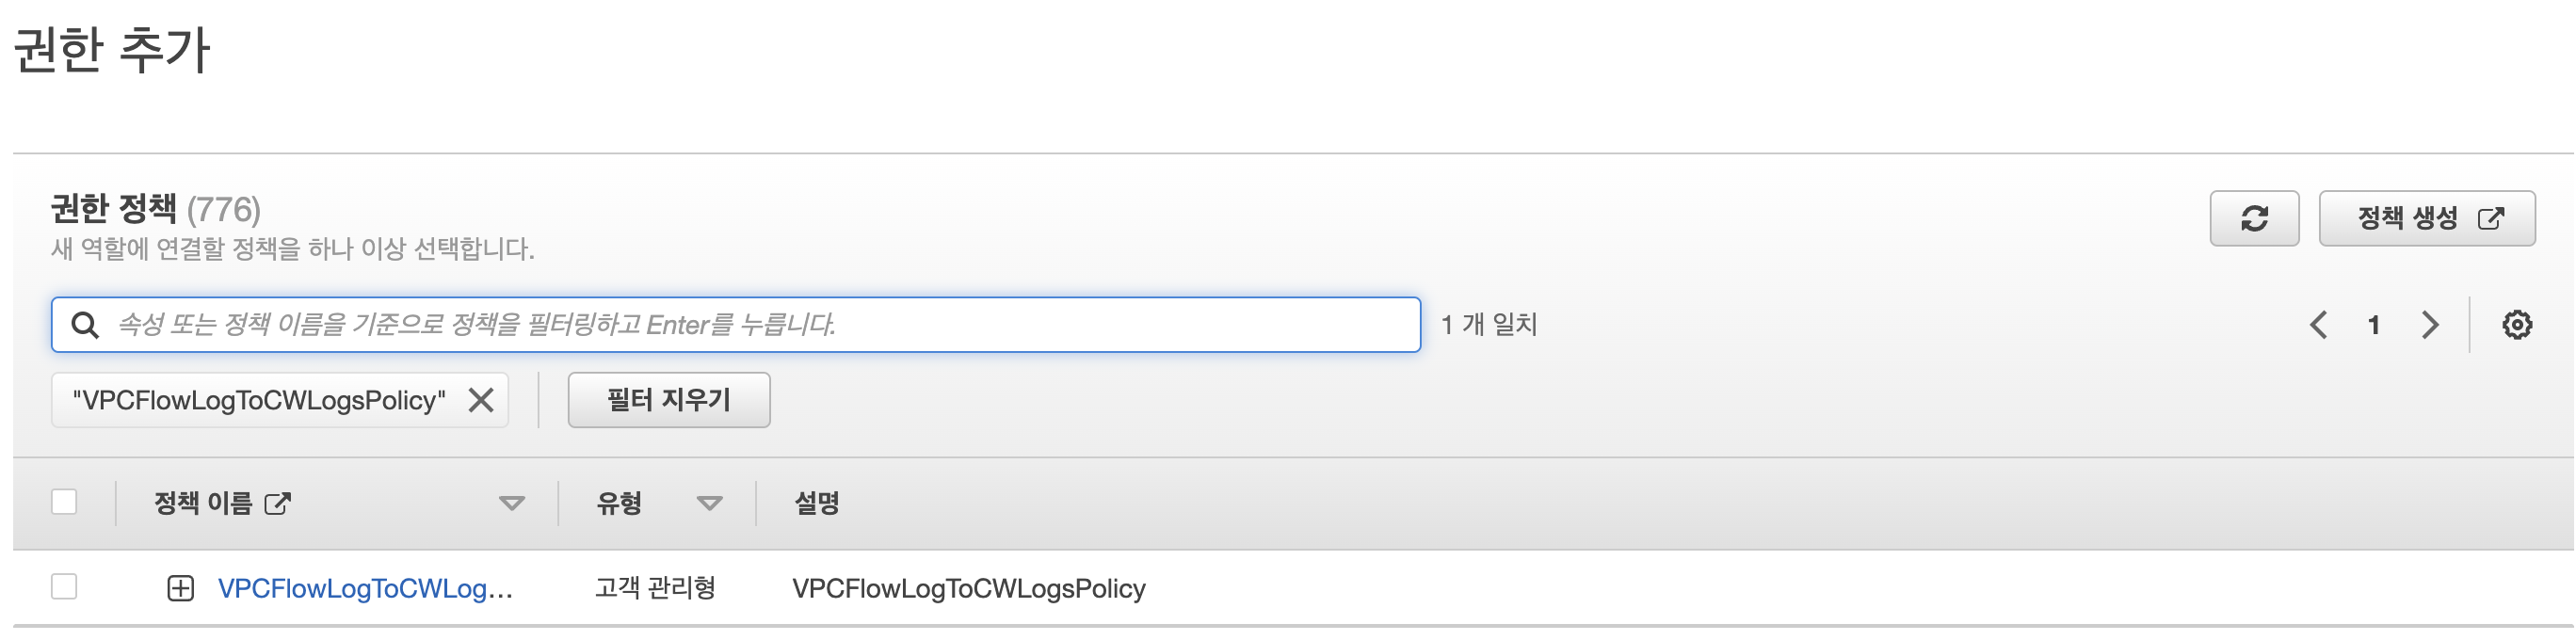 권한 추가
권한 정책 (776)
새 역할에 연결할 정책을 하나 이상 선택합니다.
정책 생성
속성 또는 정책 이름을 기준으로 정책을 필터링하고 Enter를 누릅니다.
1 개 일치
1
"VPCFlowLogToCWLogsPolicy"
필터 지우기
정책 이름 유형 설명
VPCFlowLogToCWLog... 고객 관리형 VPCFlowLogToCWLogsPolicy